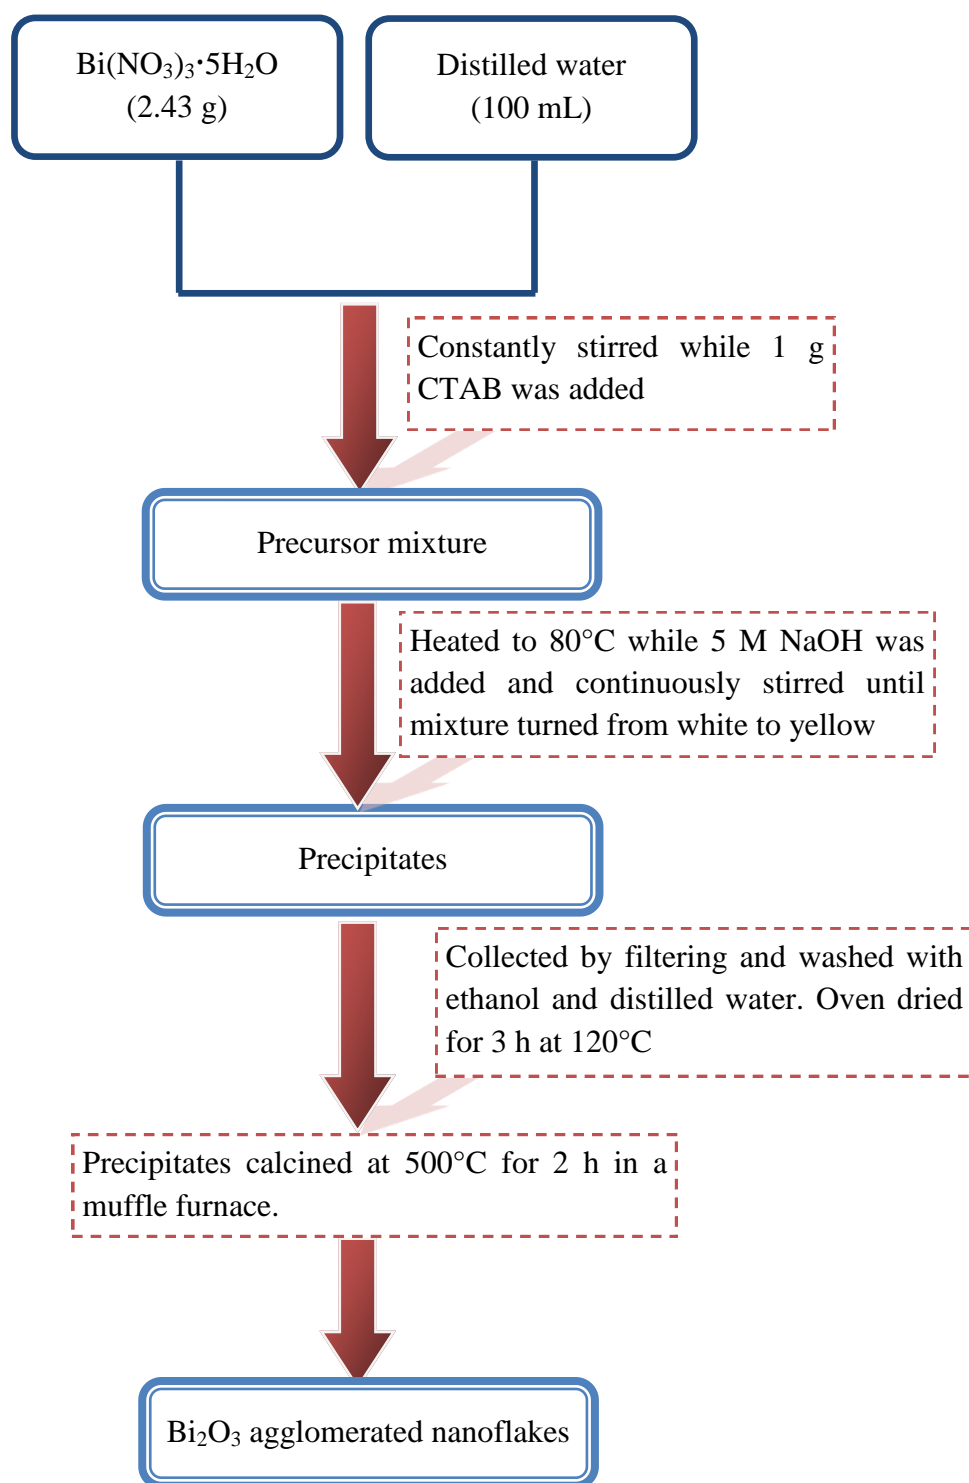 Bi(NO₃)₃·5H₂O
(2.43 g)
Distilled water
(100 mL)
Constantly stirred while 1 g
CTAB was added
Precursor mixture
Heated to 80°C while 5 M NaOH was
added and continuously stirred until
mixture turned from white to yellow
Precipitates
Collected by filtering and washed with
ethanol and distilled water. Oven dried
for 3 h at 120°C
Precipitates calcined at 500°C for 2 h in a
muffle furnace.
Bi₂O₃ agglomerated nanoflakes